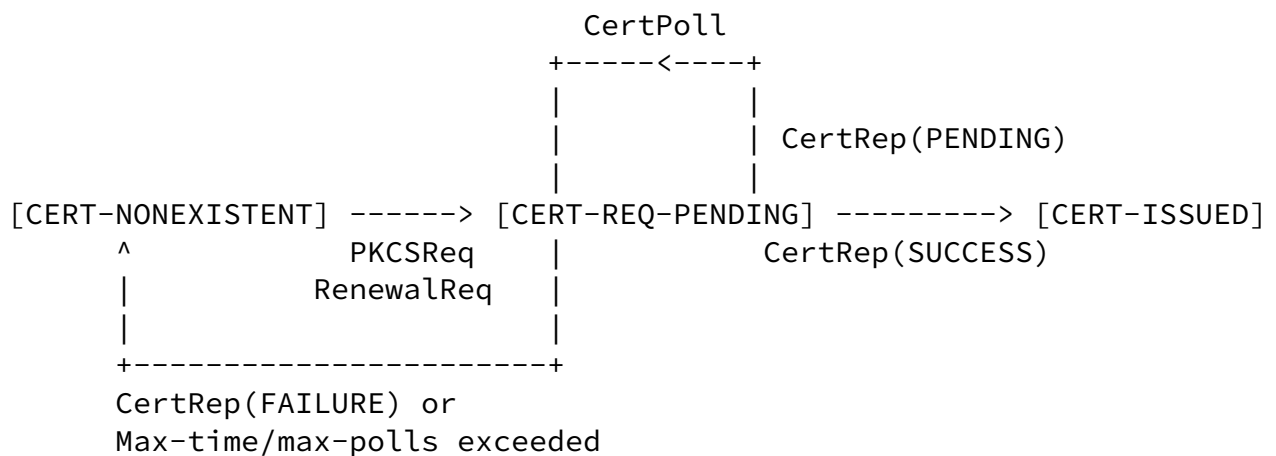 CertPoll
+-----<----+
|          |
|          | CertRep(PENDING)
|          |
[CERT-NONEXISTENT] ------> [CERT-REQ-PENDING] ---------> [CERT-ISSUED]
^            PKCSReq    |           CertRep(SUCCESS)
|          RenewalReq   |
|                       |
+-----------------------+
CertRep(FAILURE) or
Max-time/max-polls exceeded